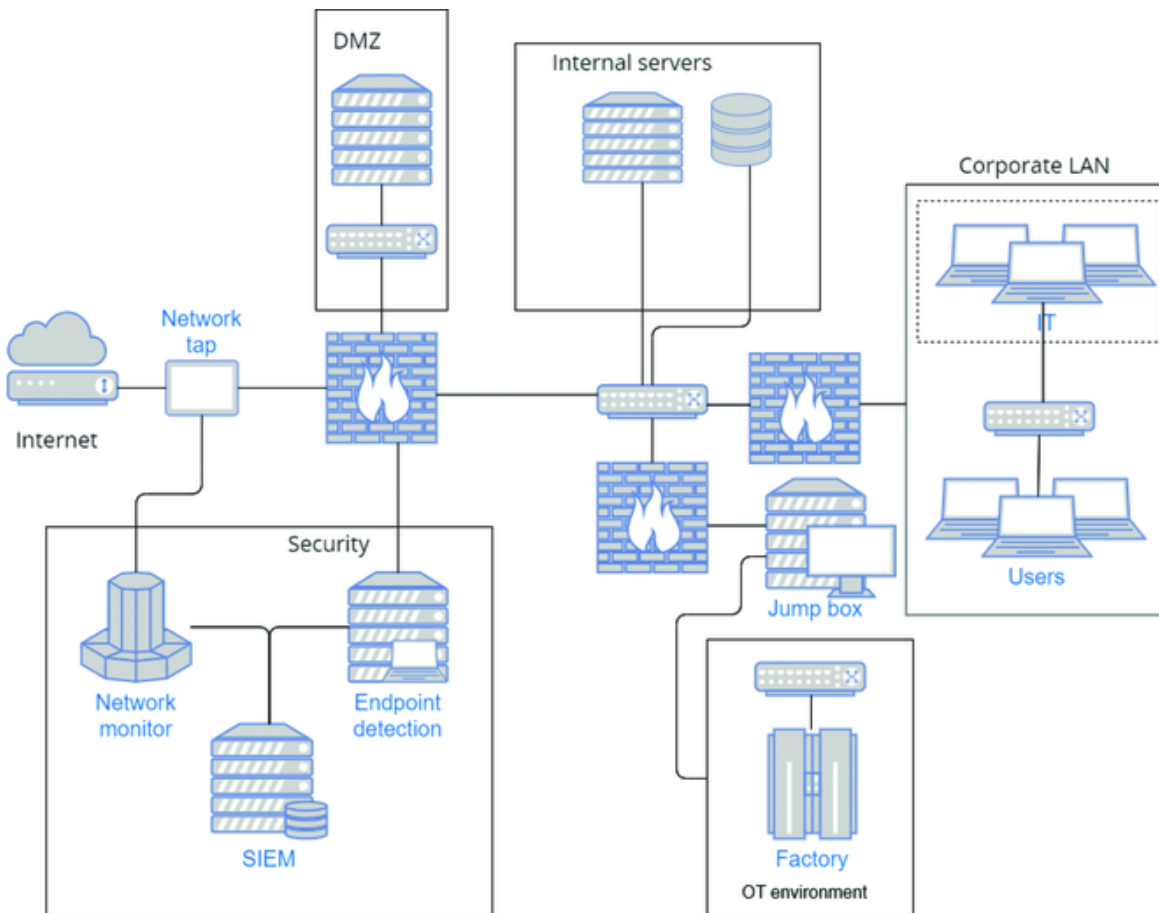 DMZ
Internal servers
Corporate LAN
IT
Network
tap
Internet
Users
Security
Jump box
Network
monitor
Endpoint
detection
SIEM
Factory
OT environment